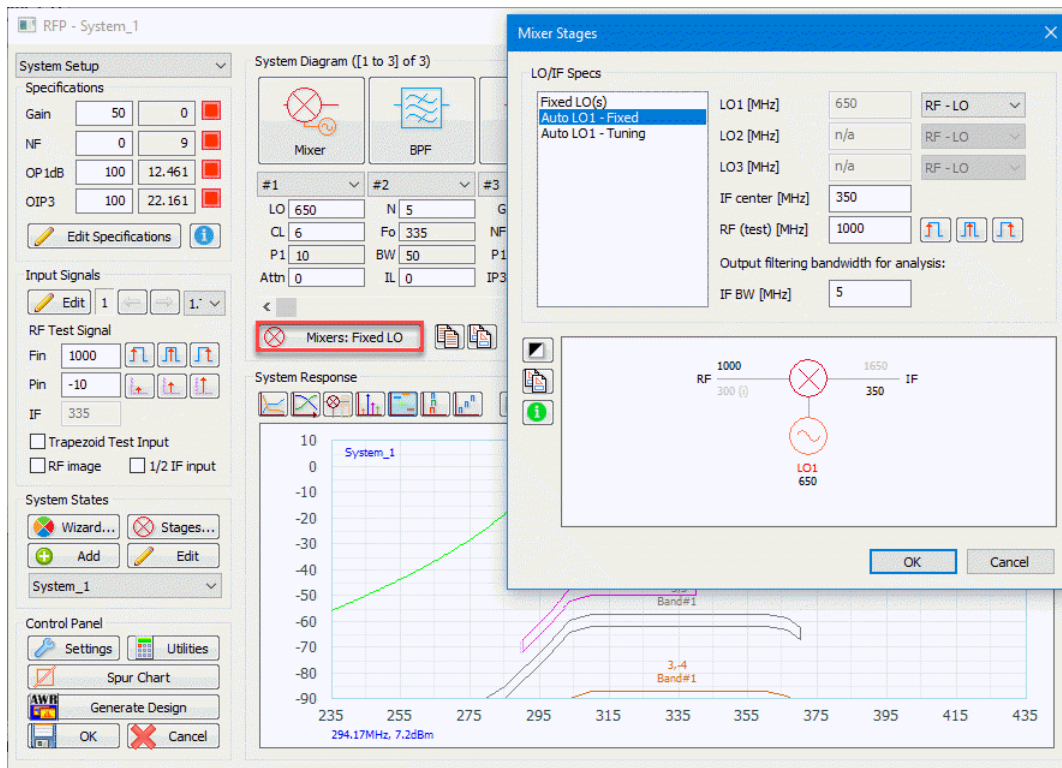 RFP - System_1
System Setup
Specifications
Gain 50 0
NF 0 9
OP1dB 100 12.461
OIP3 100 22.161
Edit Specifications
Input Signals
Edit 1
RF Test Signal
Fin 1000
Pin -10
IF 335
Trapezoid Test Input
RF image 1/2 IF input
System States
Wizard... Stages...
Add Edit
System_1
Control Panel
Settings Utilities
Spur Chart
AWR Generate Design
OK Cancel
System Diagram ([1 to 3] of 3)
Mixer BPF
#1 #2 #3
LO 650 N 5 G
CL 6 Fo 335 NF
P1 10 BW 50 P1
Attn 0 IL 0 IP3
Mixers: Fixed LO
System Response
10
0
-10
-20
-30
-40
-50
-60
-70
-80
-90
System_1
Band#1
3,-4
Band#1
235 255 275 295 315 335 355 375 395 415 435
294.17MHz, 7.2dBm
Mixer Stages
LO/IF Specs
Fixed LO(s)
Auto LO1 - Fixed
Auto LO1 - Tuning
LO1 [MHz] 650 RF - LO
LO2 [MHz] n/a RF - LO
LO3 [MHz] n/a RF - LO
IF center [MHz] 350
RF (test) [MHz] 1000
Output filtering bandwidth for analysis:
IF BW [MHz] 5
1000 1650
RF IF
300 (i) 350
LO1
650
OK Cancel